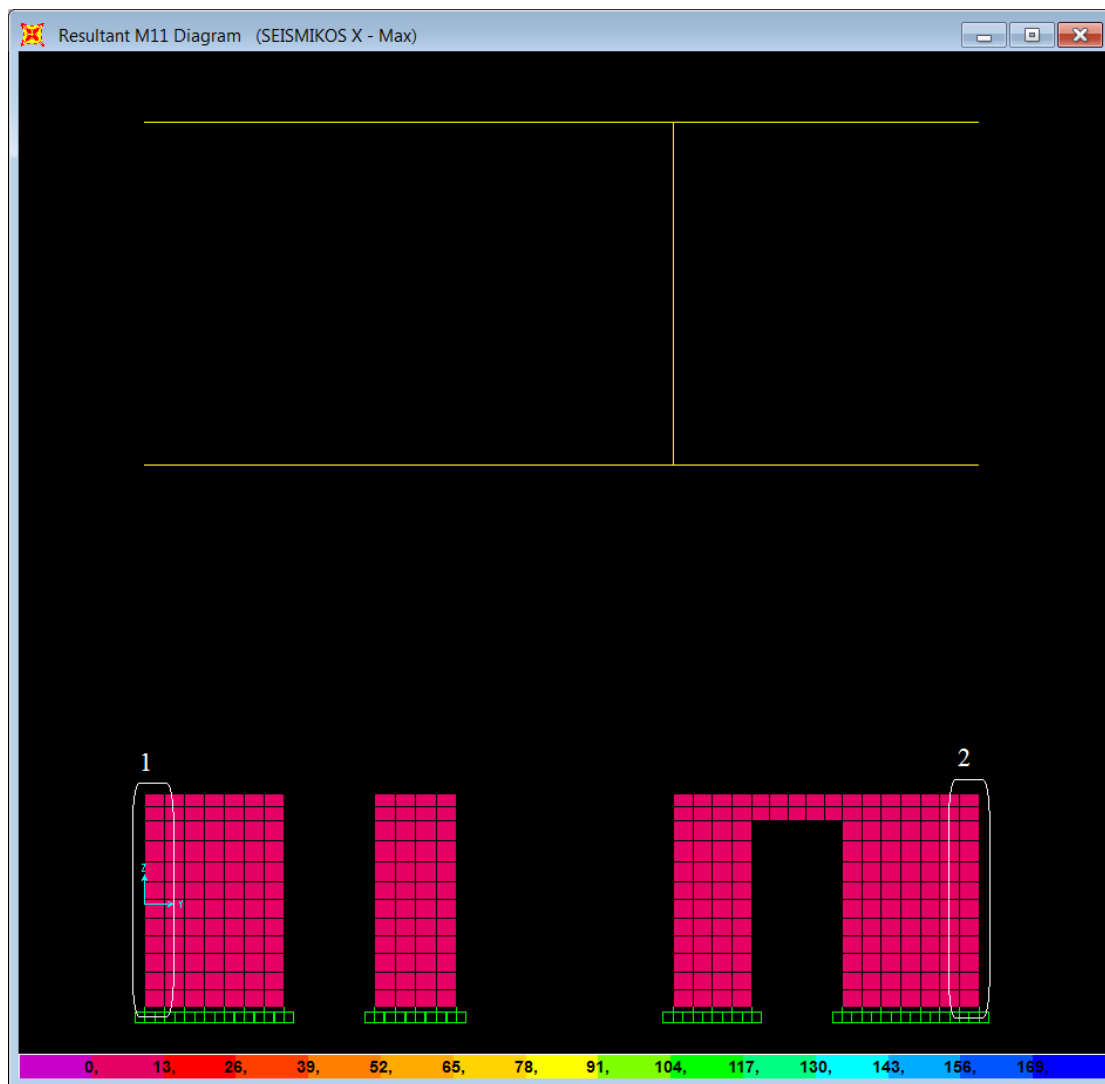 Resultant M11 Diagram   (SEISMIKOS X - Max)
1
2
Z
Y
0, 13, 26, 39, 52, 65, 78, 91, 104, 117, 130, 143, 156, 169,